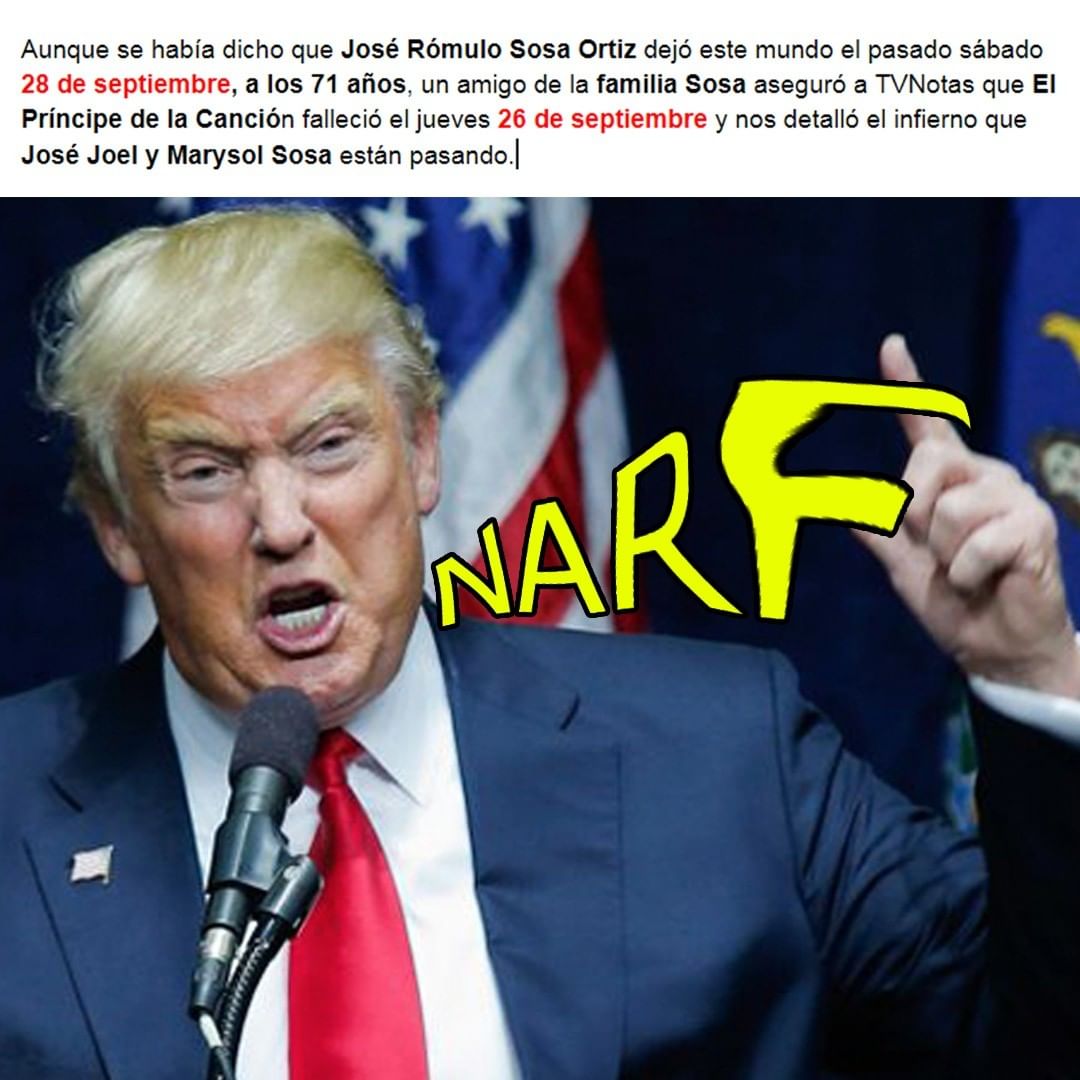 Aunque se había dicho que José Rómulo Sosa Ortiz dejó este mundo el pasado sábado
28 de septiembre, a los 71 años, un amigo de la familia Sosa aseguró a TVNotas que El
Príncipe de la Canción falleció el jueves 26 de septiembre y nos detalló el infierno que
José Joel y Marysol Sosa están pasando.
NARF